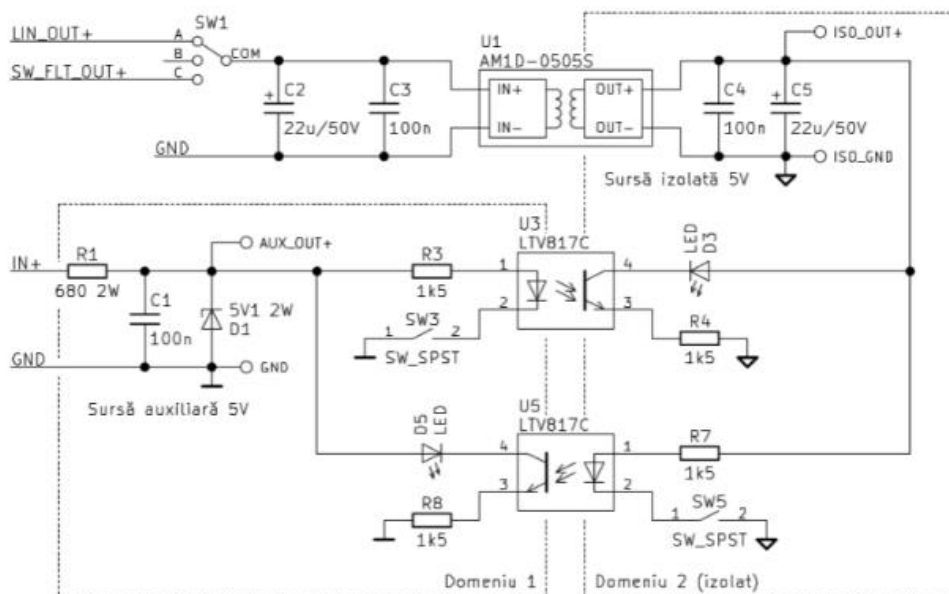 SW1
LIN_OUT+
A
B
COM
SW_FLT_OUT+
C
C2
22u/50V
C3
100n
GND
U1
AM1D-0505S
IN+
OUT+
IN-
OUT-
C4
100n
C5
22u/50V
ISO_OUT+
ISO_GND
Sursă izolată 5V
IN+
R1
680 2W
AUX_OUT+
C1
100n
5V1 2W
D1
GND
GND
Sursă auxiliară 5V
R3
1k5
1
2
SW3
1 2
SW_SPST
U3
LTV817C
4
3
LED
D3
R4
1k5
D5
LED
U5
LTV817C
4
3
R8
1k5
1
2
R7
1k5
SW5
1 2
SW_SPST
Domeniu 1
Domeniu 2 (izolat)